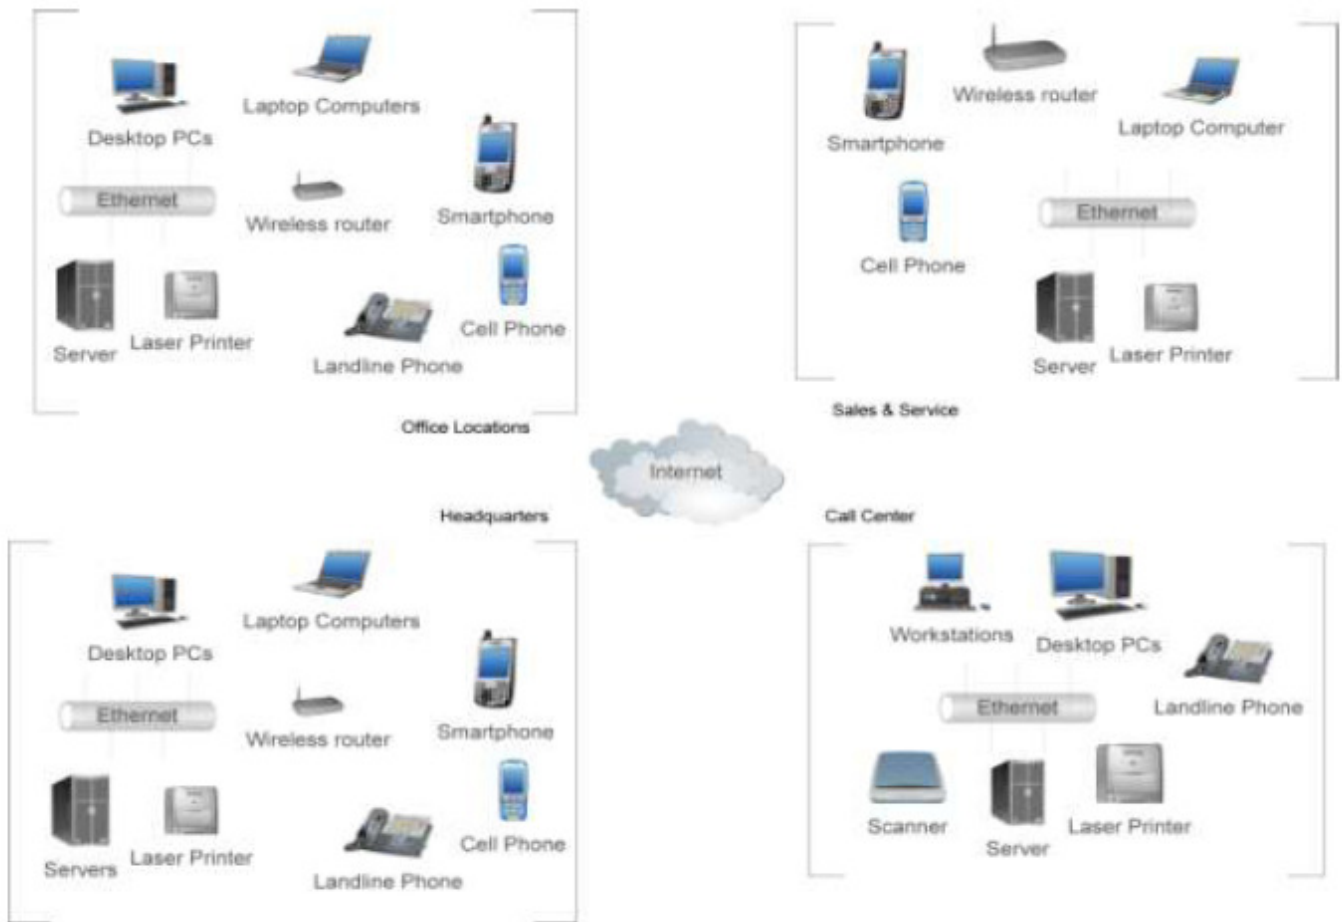 Laptop Computers
Desktop PCs
Ethernet
Wireless router
Smartphone
Server
Laser Printer
Landline Phone
Cell Phone
Office Locations
Smartphone
Wireless router
Laptop Computer
Cell Phone
Ethernet
Server
Laser Printer
Sales & Service
Internet
Headquarters
Laptop Computers
Desktop PCs
Ethernet
Wireless router
Smartphone
Servers
Laser Printer
Landline Phone
Cell Phone
Call Center
Workstations
Desktop PCs
Landline Phone
Ethernet
Scanner
Server
Laser Printer